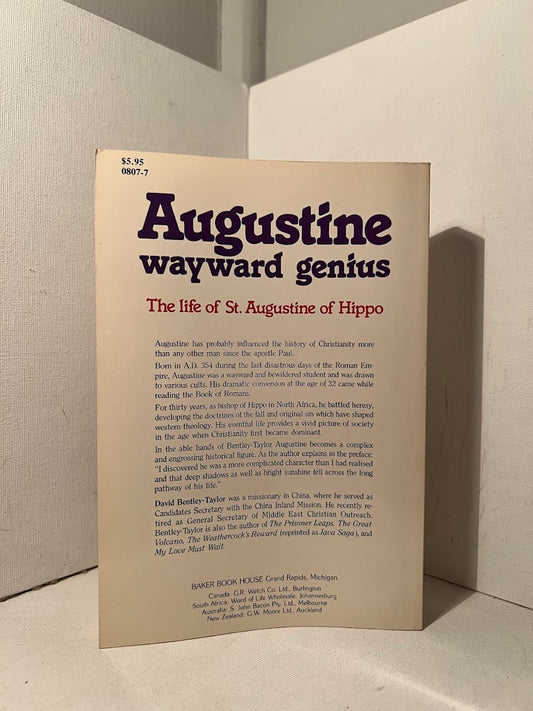 $5.95
0807-7
Augustine
wayward genius
The life of St. Augustine of Hippo
Augustine has probably influenced the history of Christianity more
than any other man since the apostle Paul.
Born in A.D. 354 during the last disastrous days of the Roman Em-
pire, Augustine was a wayward and bewildered student and was drawn
to various cults. His dramatic conversion at the age of 32 came while
reading the Book of Romans.
For thirty years, as bishop of Hippo in North Africa, he battled heresy,
developing the doctrines of the fall and original sin which have shaped
western theology. His eventful life provides a vivid picture of society
in the age when Christianity first became dominant.
In the able hands of Bentley-Taylor Augustine becomes a complex
and engrossing historical figure. As the author explains in the preface:
"I discovered he was a more complicated character than I had realised
and that deep shadows as well as bright sunshine fell across the long
pathway of his life."
David Bentley-Taylor was a missionary in China, where he served as
Candidates Secretary with the China Inland Mission. He recently re-
tired as General Secretary of Middle East Christian Outreach.
Bentley-Taylor is also the author of The Prisoner Leaps, The Great
Volcano, The Weathercock's Reward (reprinted as Java Saga), and
My Love Must Wait.
BAKER BOOK HOUSE Grand Rapids, Michigan
Canada: G.R. Welch Co. Ltd., Burlington
South Africa: Word of Life Wholesale, Johannesburg
Australia: S. John Bacon Pty. Ltd., Melbourne
New Zealand: G.W. Moore Ltd., Auckland